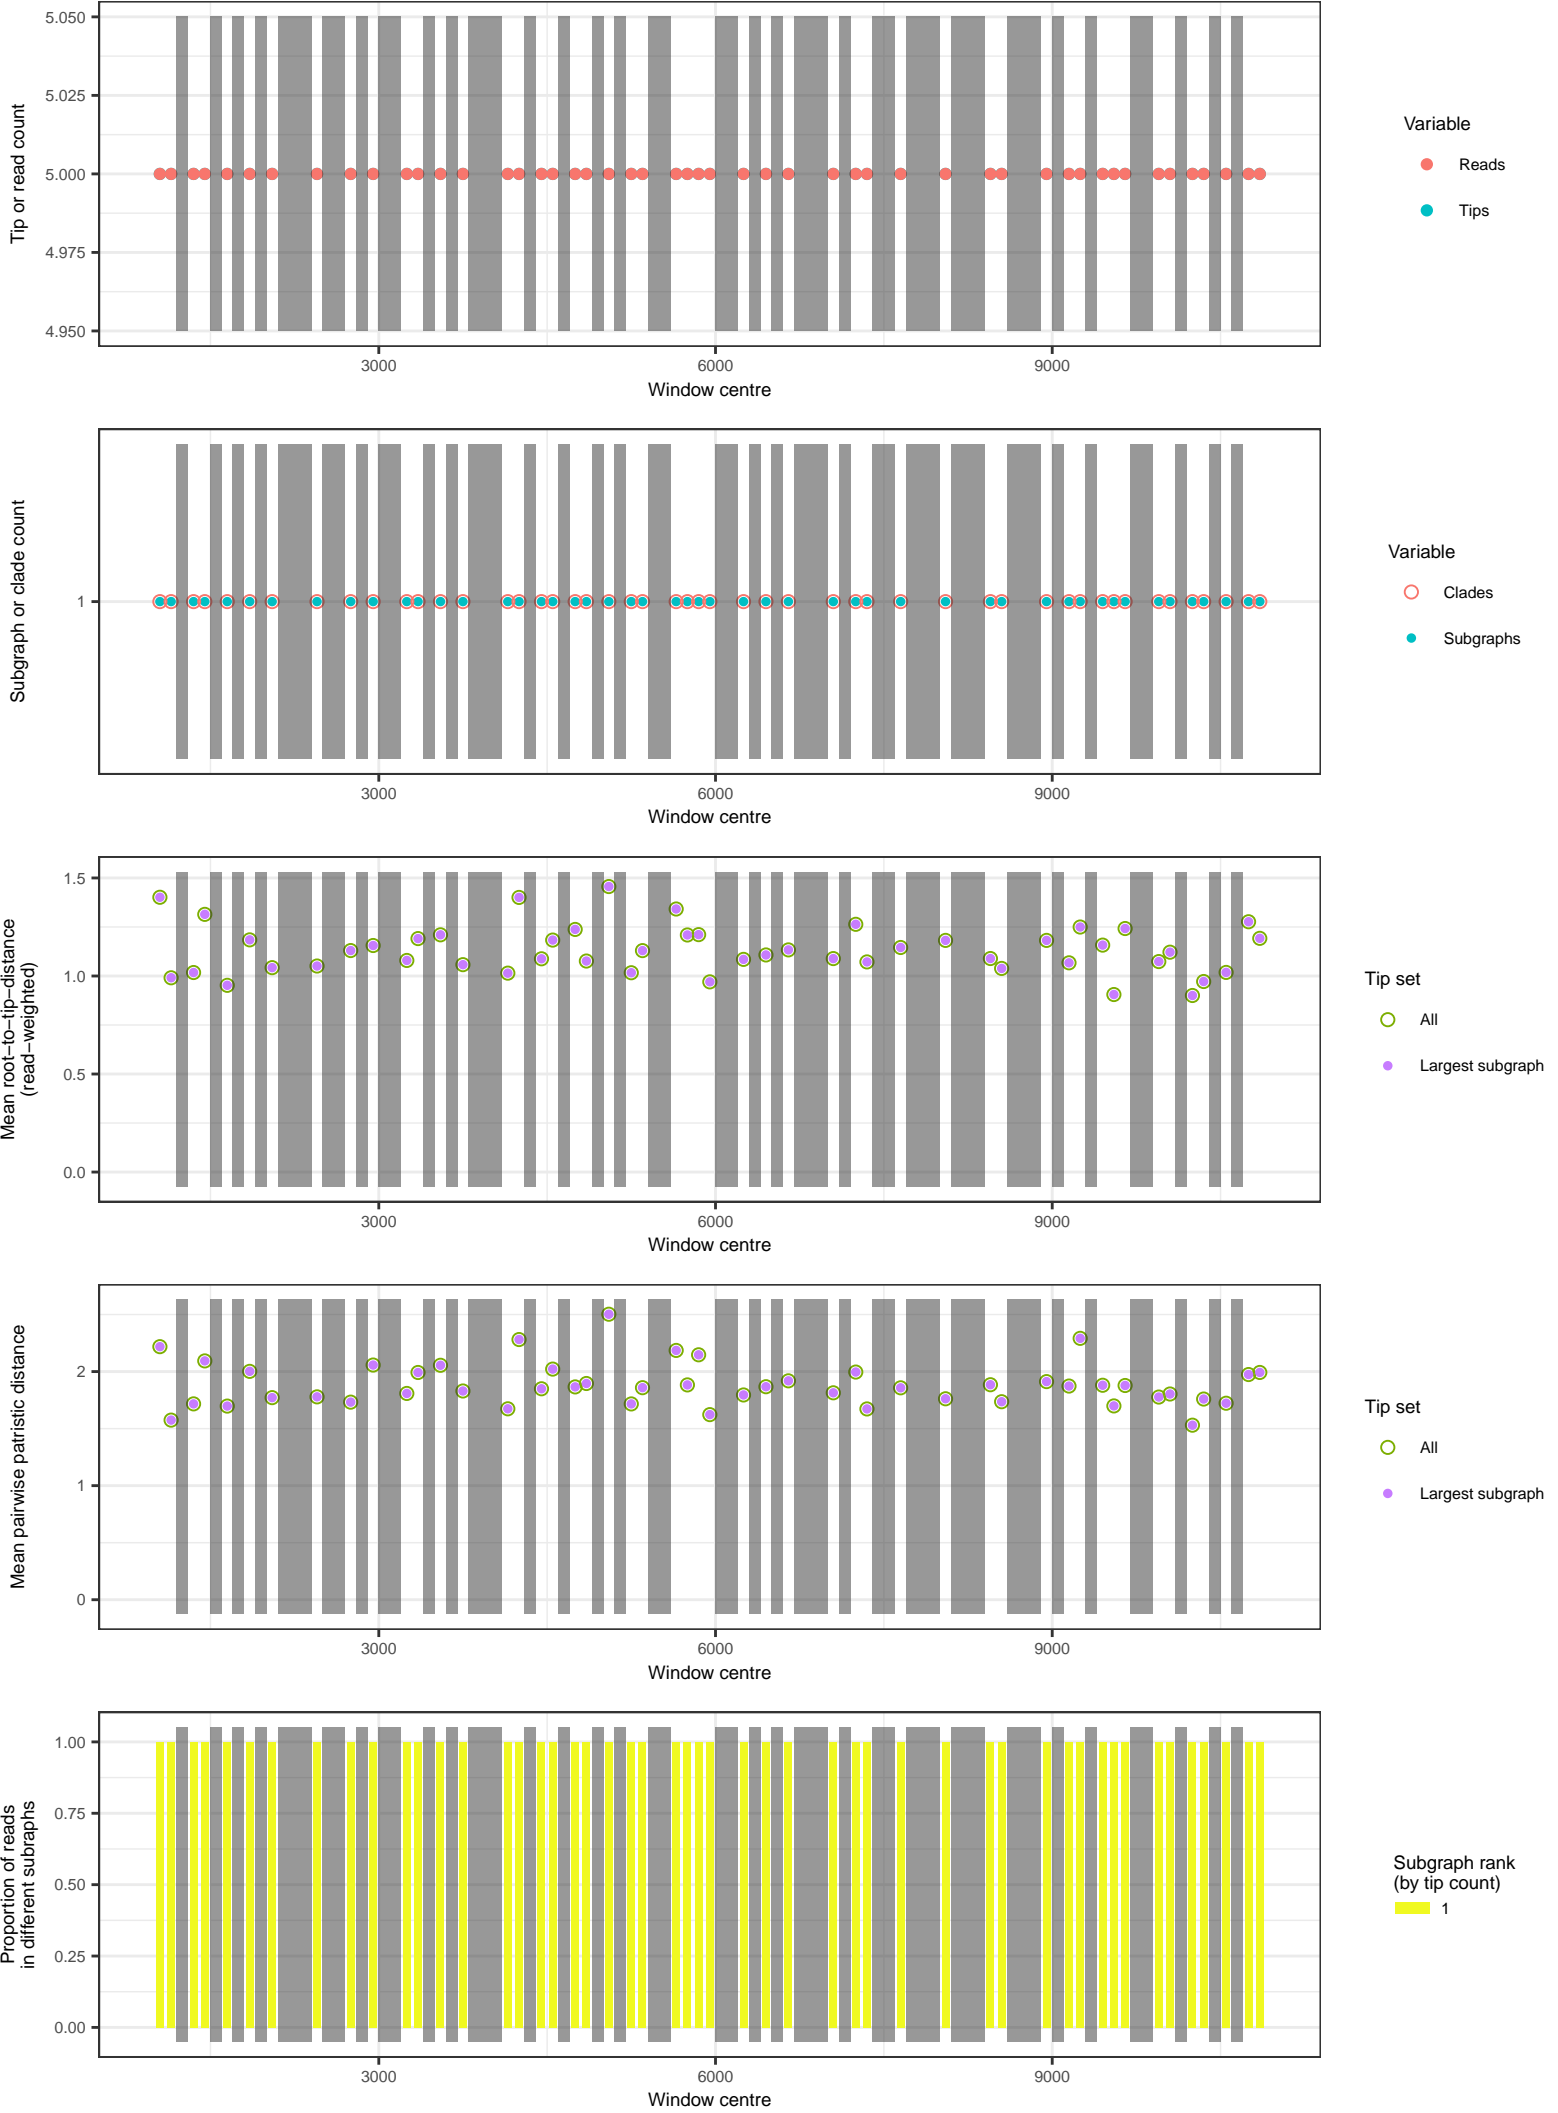 5.050
5.025
5.000
4.975
4.950
Tip or read count
3000
6000
9000
Window centre
Variable
Reads
Tips
1
Subgraph or clade count
3000
6000
9000
Window centre
Variable
Clades
Subgraphs
1.5
1.0
0.5
0.0
Mean root−to−tip−distance
(read−weighted)
3000
6000
9000
Window centre
Tip set
All
Largest subgraph
2
1
0
Mean pairwise patristic distance
3000
6000
9000
Window centre
Tip set
All
Largest subgraph
1.00
0.75
0.50
0.25
0.00
Proportion of reads
in different subraphs
3000
6000
9000
Window centre
Subgraph rank
(by tip count)
1